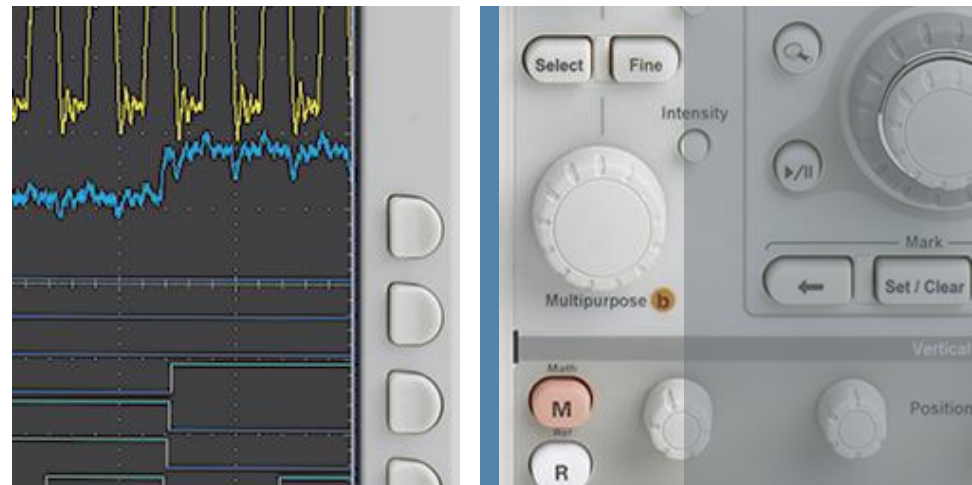 Select
Fine
Intensity
Multipurpose b
Mark
Set / Clear
Vertical
Math
M
Ref
R
Position